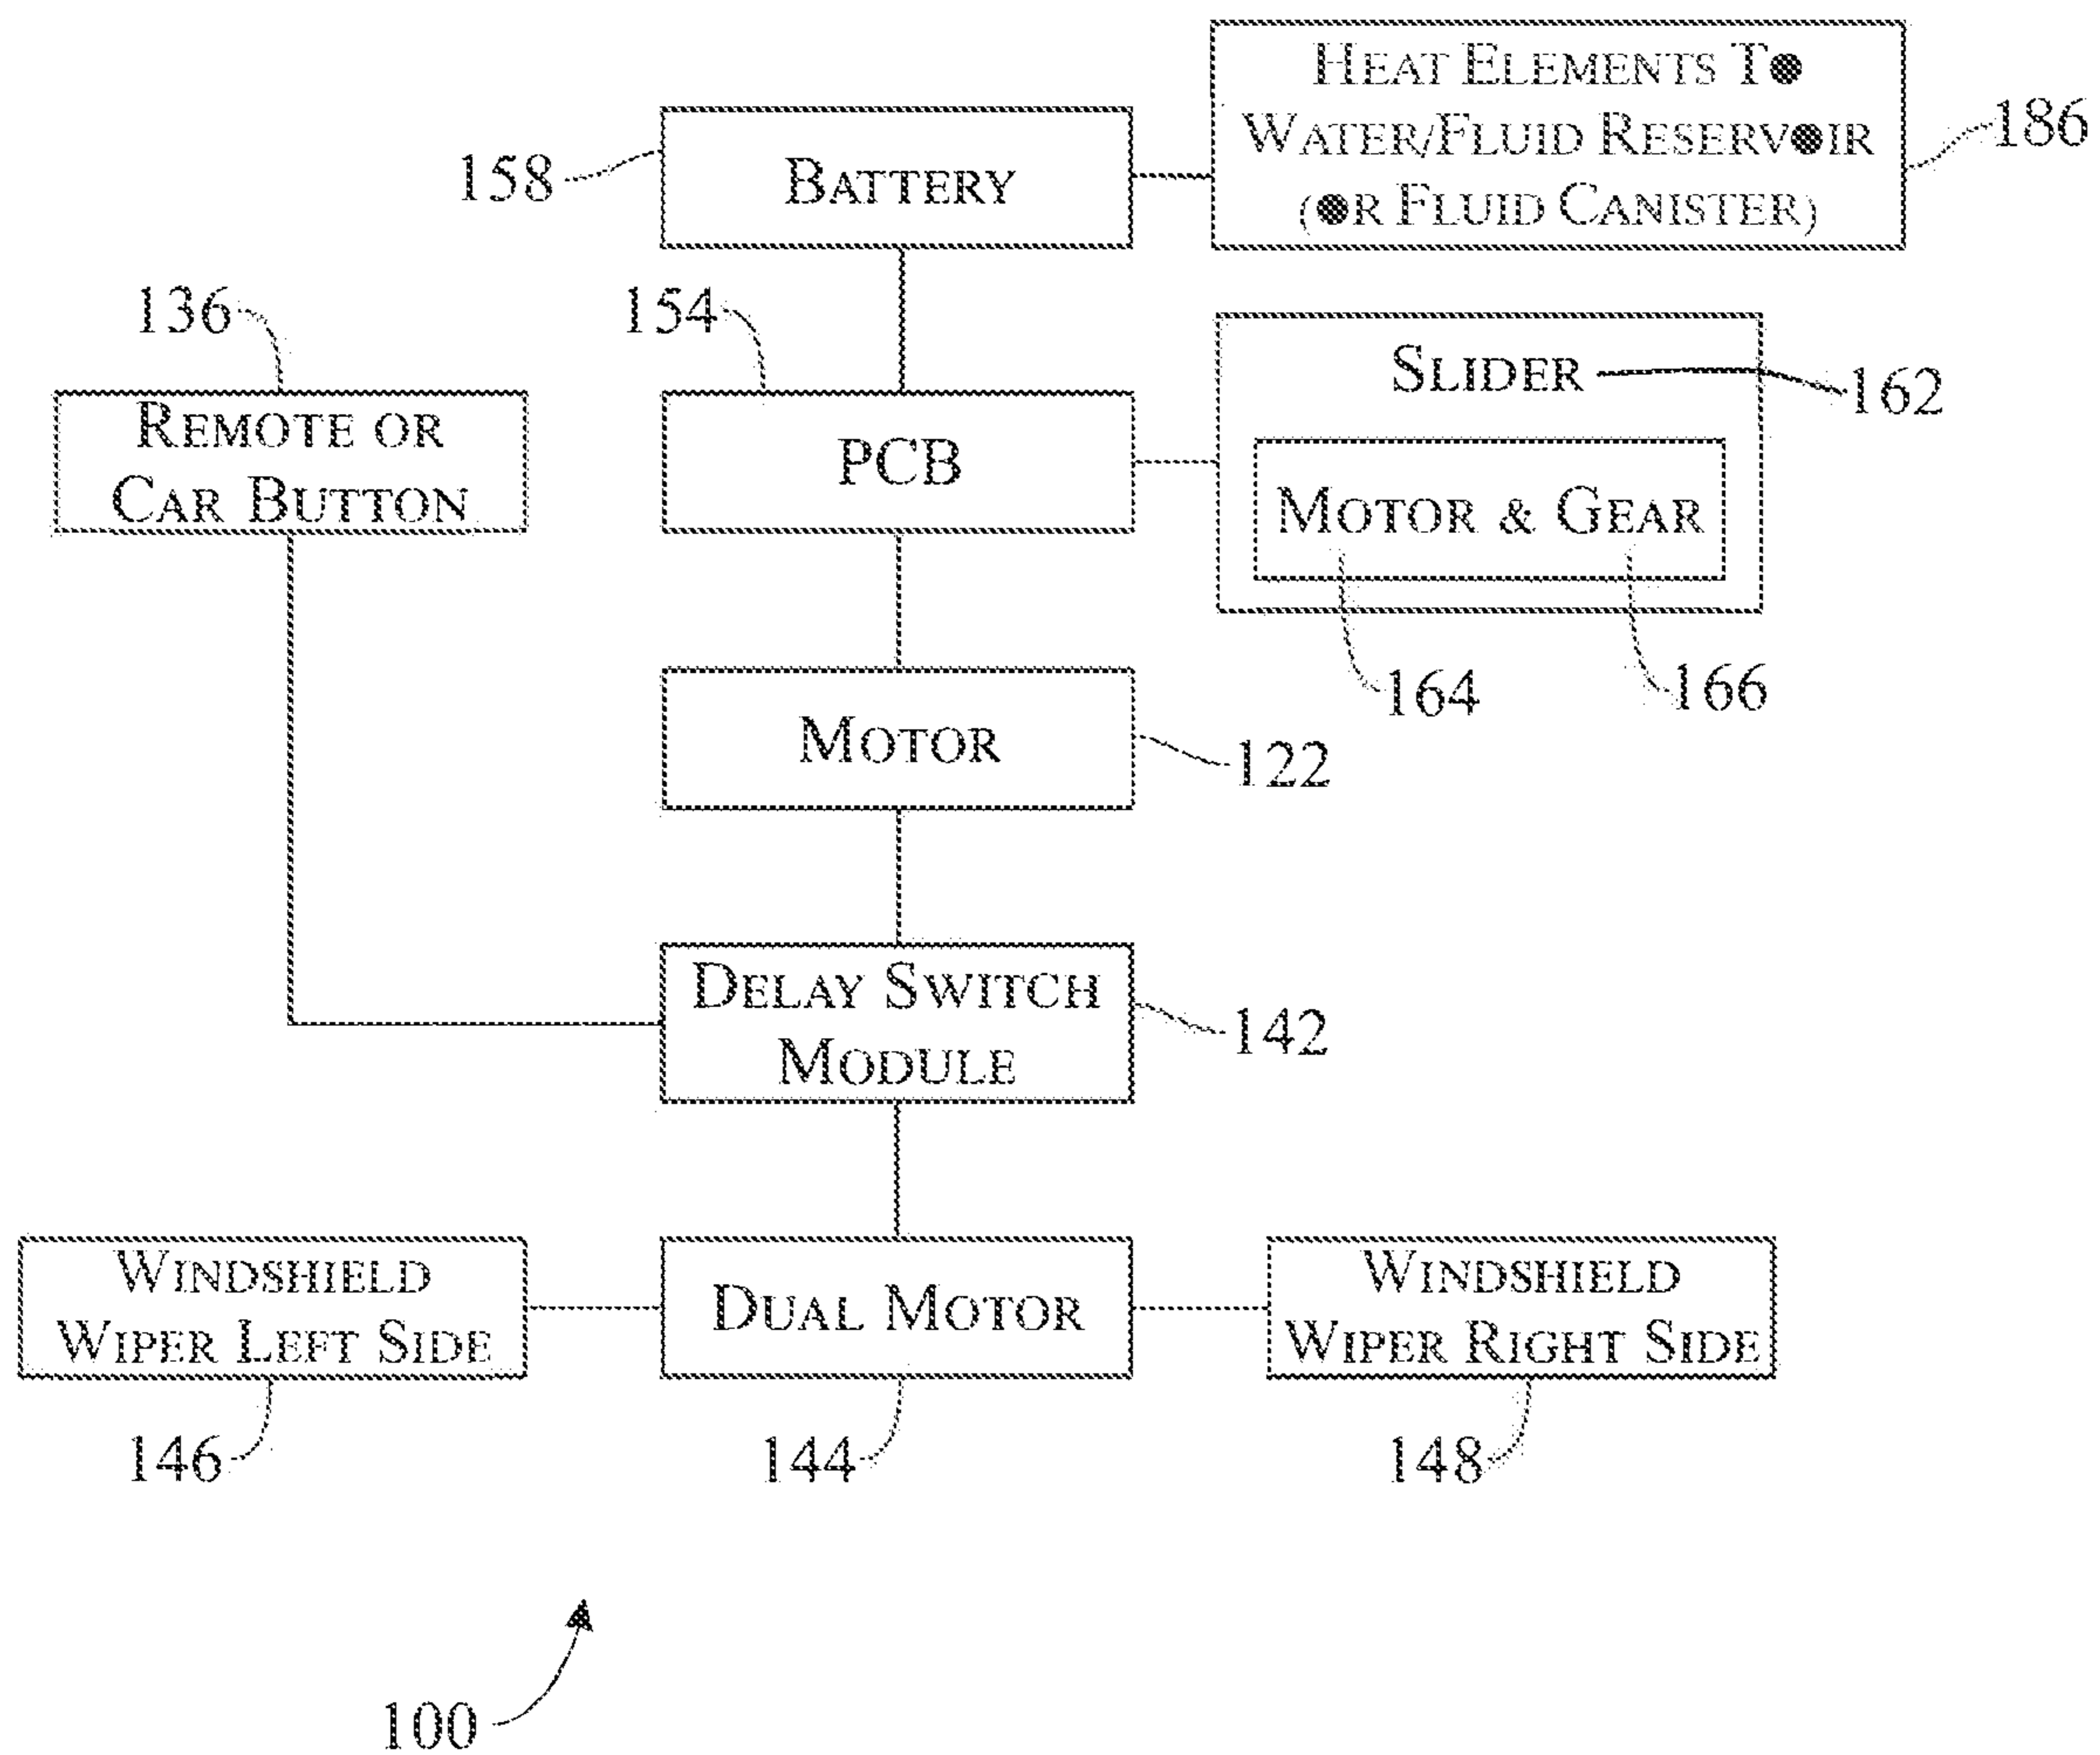 HEAT ELEMENTS TO
WATER/FLUID RESERVOIR
(OR FLUID CANISTER)
186
158
BATTERY
136
154
SLIDER
162
REMOTE OR
CAR BUTTON
PCB
MOTOR & GEAR
164
166
MOTOR
122
DELAY SWITCH
MODULE
142
WINDSHIELD
WIPER LEFT SIDE
DUAL MOTOR
WINDSHIELD
WIPER RIGHT SIDE
146
144
148
100